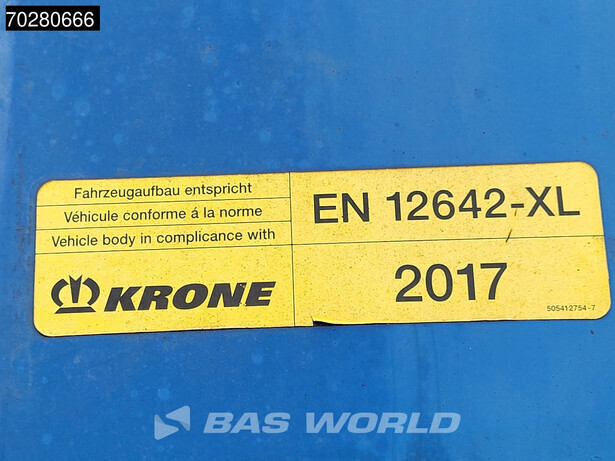 70280666
Fahrzeugaufbau entspricht
Véhicule conforme á la norme
Vehicle body in complicance with
EN 12642-XL
KRONE
2017
505412754-7
BAS WORLD